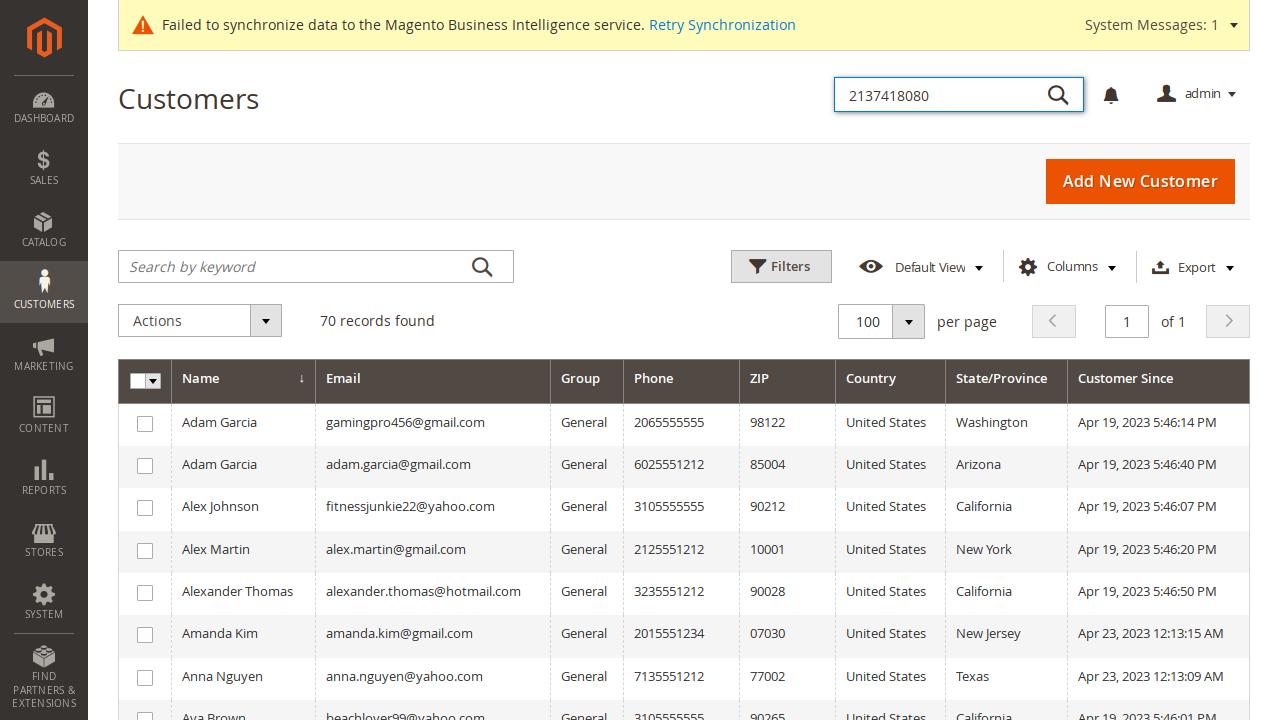 Failed to synchronize data to the Magento Business Intelligence service. Retry Synchronization
System Messages: 1
Customers
2137418080
admin
DASHBOARD
SALES
CATALOG
CUSTOMERS
MARKETING
CONTENT
REPORTS
STORES
SYSTEM
FIND PARTNERS & EXTENSIONS
Add New Customer
Search by keyword
Filters
Default View
Columns
Export
Actions
70 records found
100 per page
1 of 1
Name ↓ Email Group Phone ZIP Country State/Province Customer Since
Adam Garcia gamingpro456@gmail.com General 2065555555 98122 United States Washington Apr 19, 2023 5:46:14 PM
Adam Garcia adam.garcia@gmail.com General 6025551212 85004 United States Arizona Apr 19, 2023 5:46:40 PM
Alex Johnson fitnessjunkie22@yahoo.com General 3105555555 90212 United States California Apr 19, 2023 5:46:07 PM
Alex Martin alex.martin@gmail.com General 2125551212 10001 United States New York Apr 19, 2023 5:46:20 PM
Alexander Thomas alexander.thomas@hotmail.com General 3235551212 90028 United States California Apr 19, 2023 5:46:50 PM
Amanda Kim amanda.kim@gmail.com General 2015551234 07030 United States New Jersey Apr 23, 2023 12:13:15 AM
Anna Nguyen anna.nguyen@yahoo.com General 7135551212 77002 United States Texas Apr 23, 2023 12:13:09 AM
Ava Brown beachlover99@yahoo.com General 3105555555 90265 United States California Apr 19, 2023 5:46:01 PM